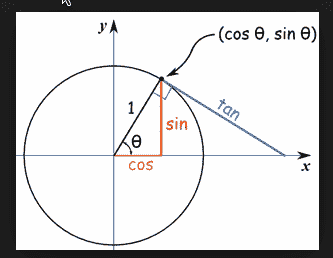 y
(cos θ, sin θ)
1
θ
sin
tan
cos
x